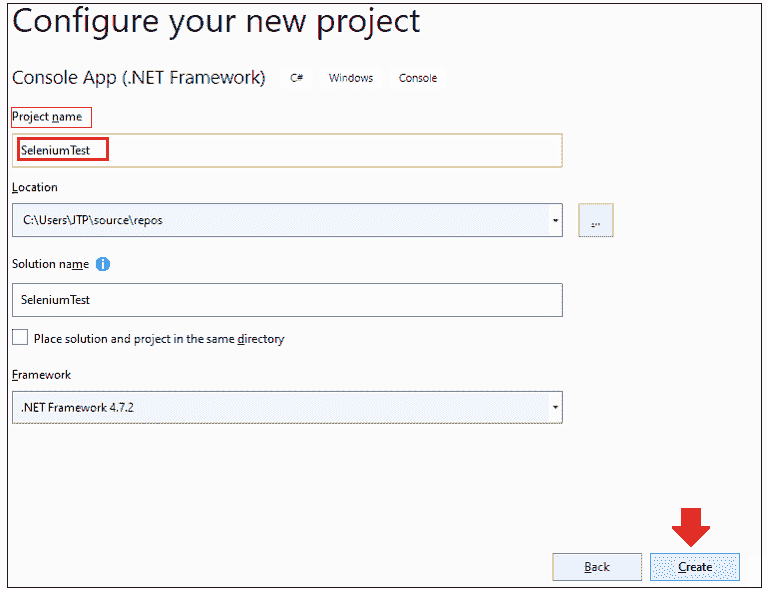 Configure your new project
Console App (.NET Framework) C# Windows Console
Project name
SeleniumTest
Location
C:\Users\JTP\source\repos
...
Solution name i
SeleniumTest
Place solution and project in the same directory
Framework
.NET Framework 4.7.2
Back Create